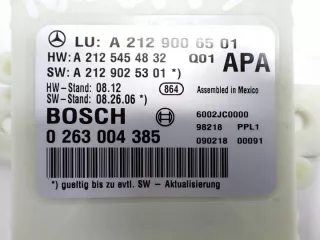 LU: A 212 900 65 01
HW: A 212 545 48 32 Q01 APA
SW: A 212 902 53 01 *)
HW-Stand: 08.12 864 Assembled in Mexico
SW-Stand: 08.26.06 *)
BOSCH 6002JC0000
0 263 004 385 98218 PPL1
090218 00091
*) gueltig bis zu evtl. SW - Aktualisierung